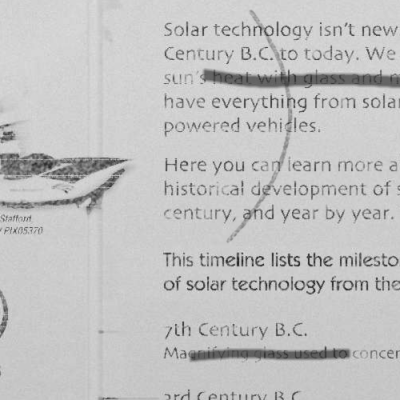 Solar technology isn't new
Century B.C. to today. We
sun's heat with glass and
have everything from solar
powered vehicles.
Here you can learn more a
historical development of
century, and year by year.
This timeline lists the milesto
of solar technology from the
7th Century B.C.
Magnifying glass used to concen
3rd Century B.C.
Stafford
PIX05370